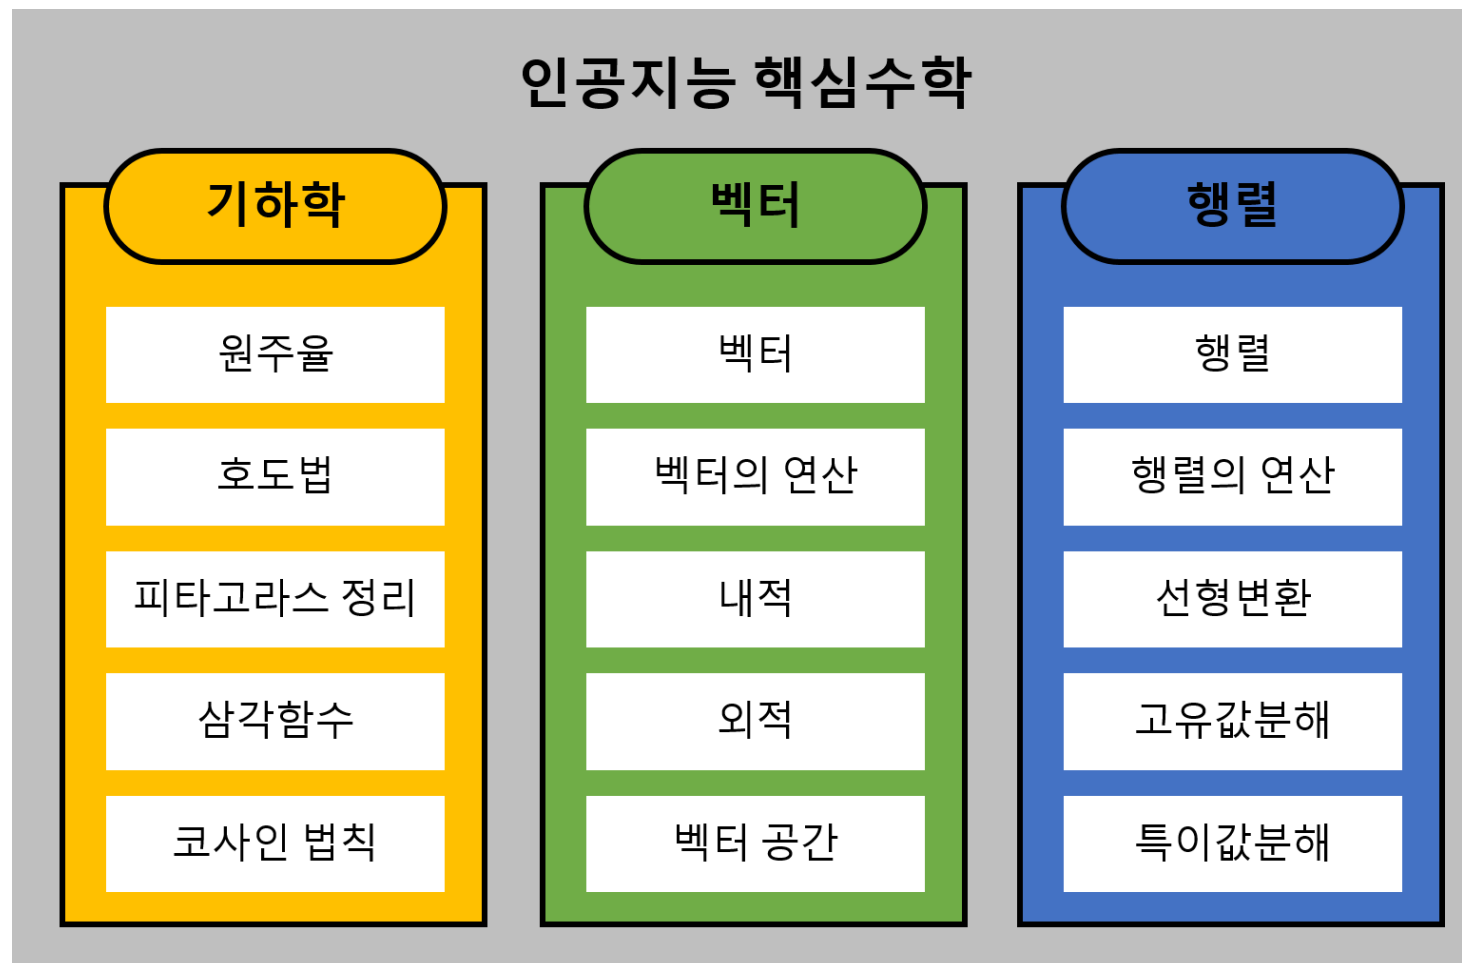 인공지능 핵심수학
기하학
원주율
호도법
피타고라스 정리
삼각함수
코사인 법칙
벡터
벡터
벡터의 연산
내적
외적
벡터 공간
행렬
행렬
행렬의 연산
선형변환
고유값분해
특이값분해